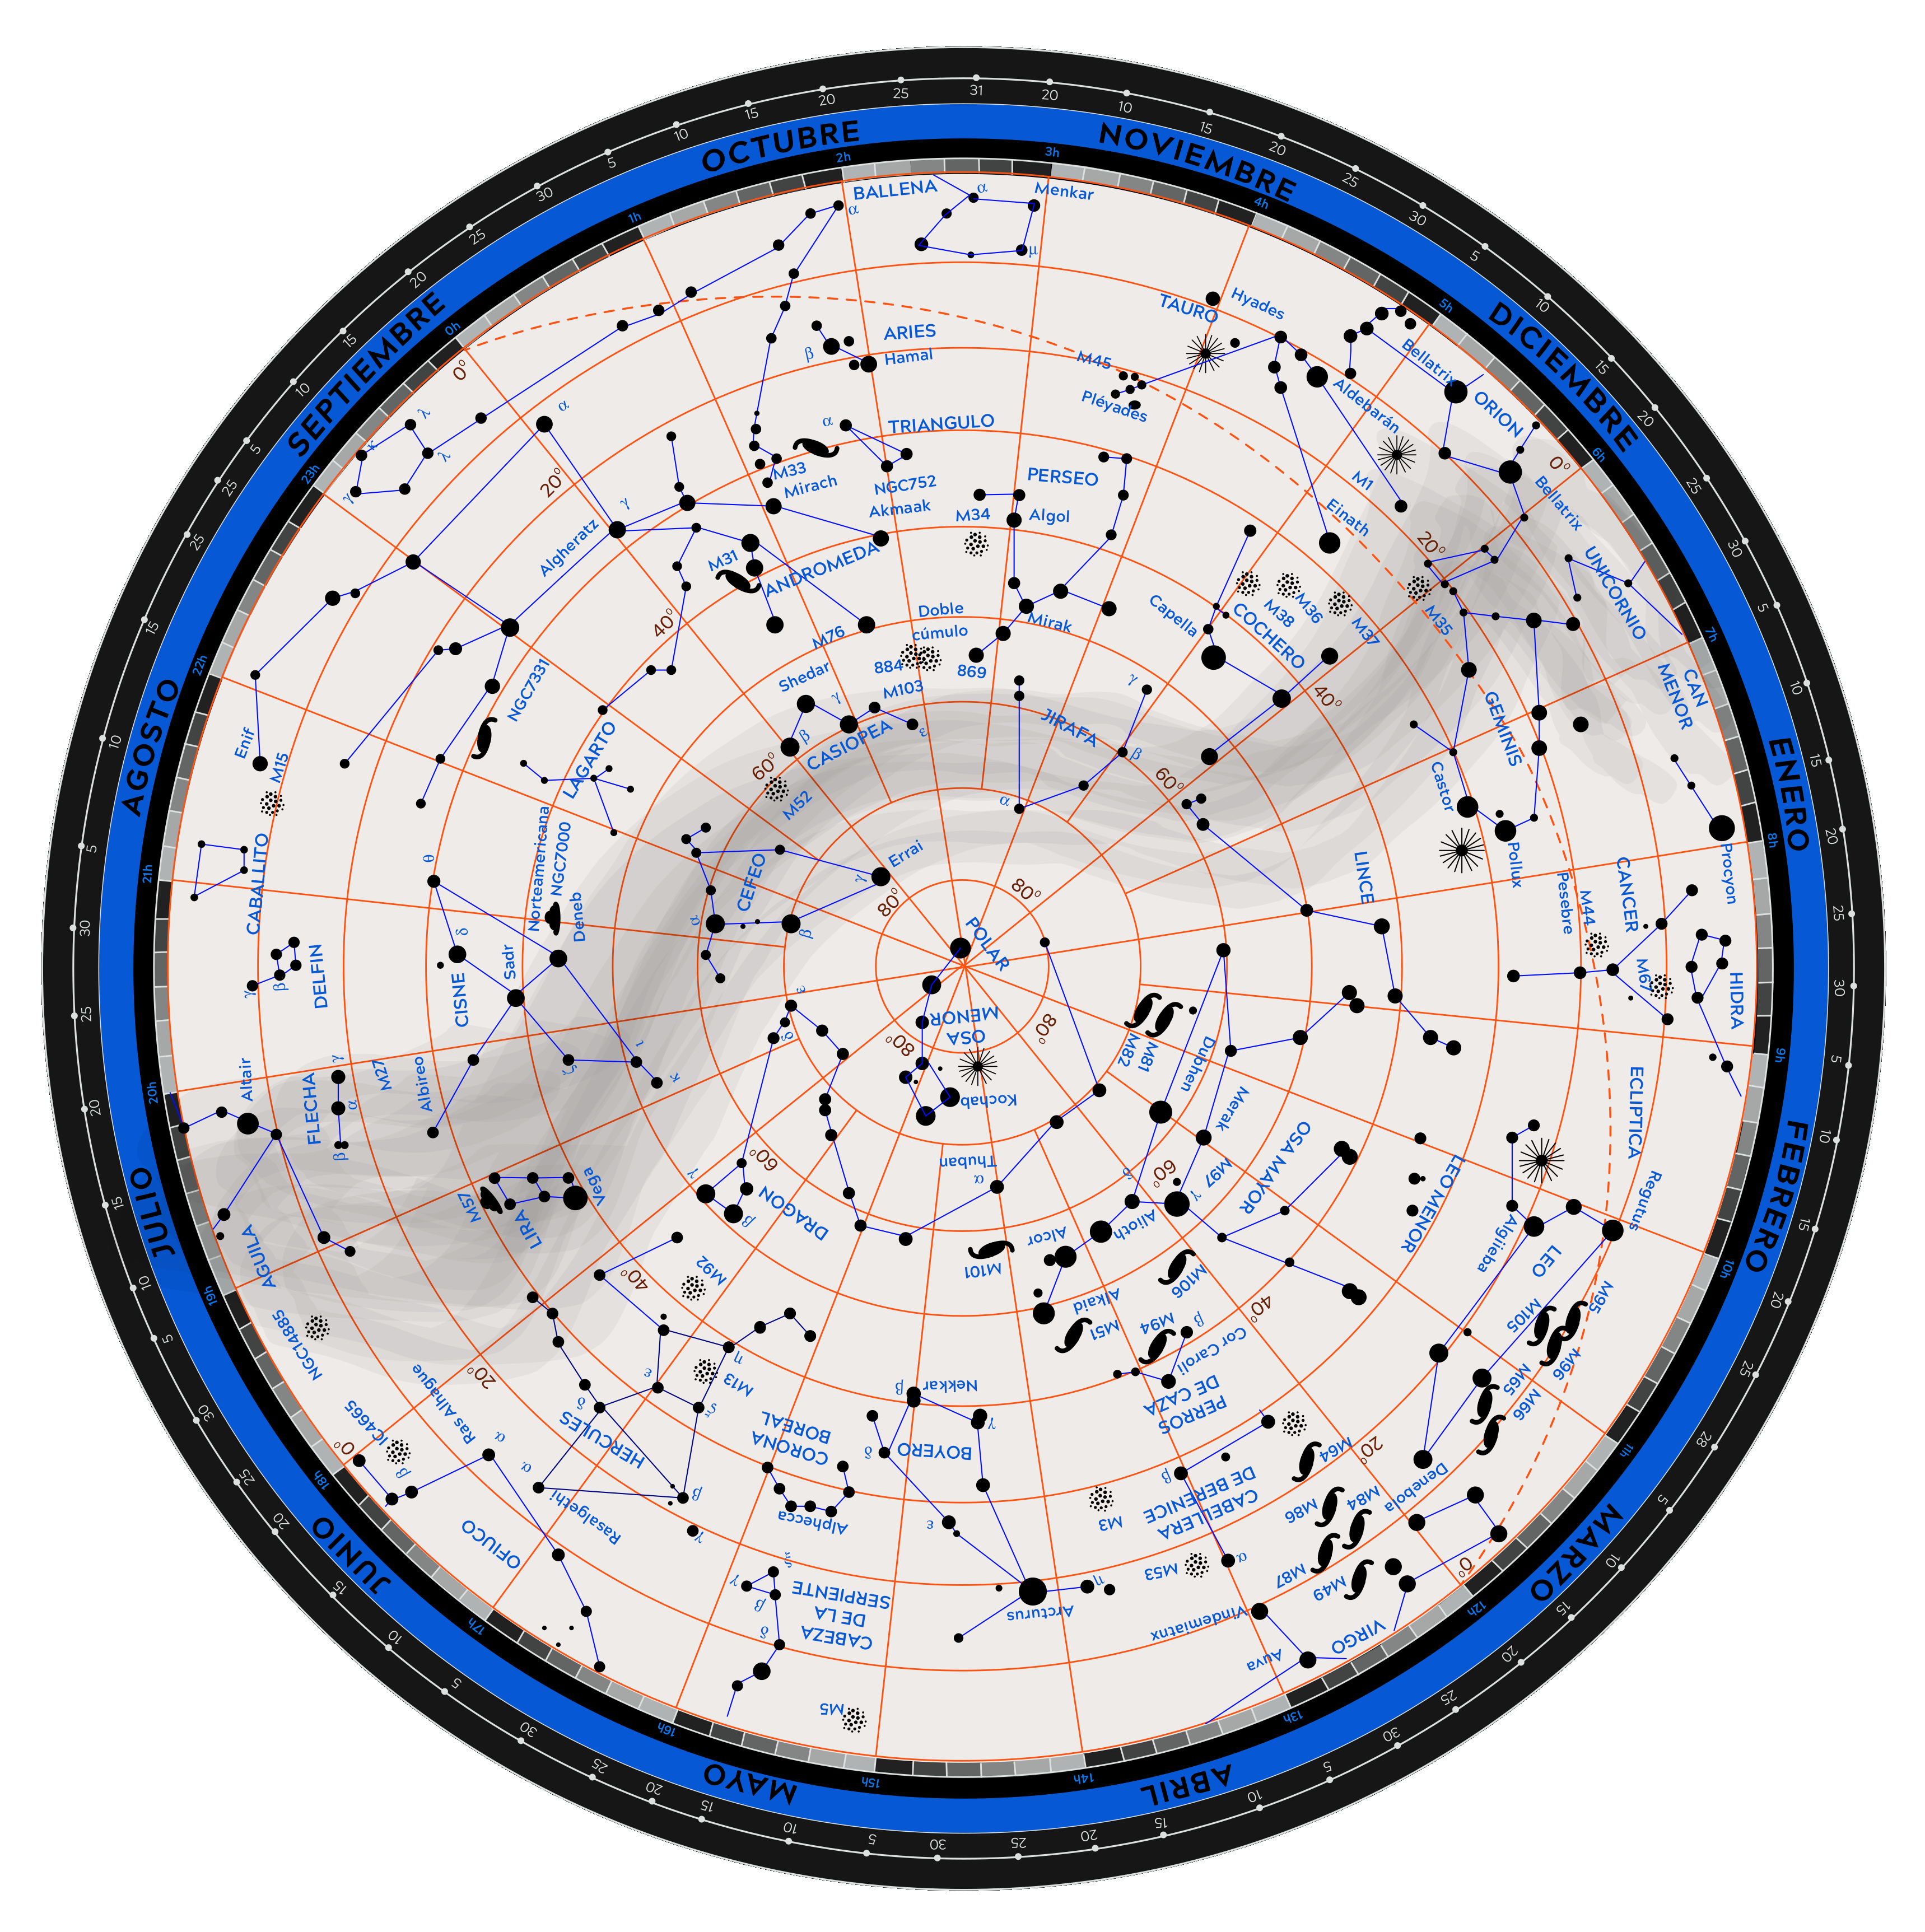 OCTUBRE
NOVIEMBRE
DICIEMBRE
ENERO
FEBRERO
MARZO
ABRIL
MAYO
JUNIO
JULIO
AGOSTO
SEPTIEMBRE
5
10
15
20
25
31
20
10
15
20
25
30
5
10
15
20
25
30
5
10
15
20
25
30
5
10
15
20
25
28
5
10
15
20
25
30
5
10
15
20
25
30
5
10
15
20
25
30
5
10
15
20
25
30
5
10
15
20
25
30
5
10
15
20
25
5
10
15
20
25
30
0h
1h
2h
3h
4h
5h
6h
7h
8h
9h
10h
11h
12h
13h
14h
15h
16h
17h
18h
19h
20h
21h
22h
23h
BALLENA
α
Menkar
μ
α
ARIES
β
Hamal
TAURO
Hyades
M45
Pléyades
Aldebarán
Bellatrix
ORION
Bellatrix
M1
Einath
TRIANGULO
α
M33
Mirach
NGC752
Akmaak
PERSEO
M34
Algol
Mirak
M31
ANDROMEDA
Algheratz
α
γ
λ
κ
λ
γ
M76
Doble
cúmulo
884
869
M103
Shedar
γ
β
CASIOPEA
ε
M52
JIRAFA
γ
β
α
Capella
COCHERO
M38
M36
M37
M35
UNICORNIO
CAN
MENOR
GEMINIS
Castor
Pollux
Procyon
Pesebre
M44
CANCER
M67
HIDRA
LINCE
ECLIPTICA
NGC7331
Enif
M15
LAGARTO
CABALLITO
DELFIN
γ
β
Norteamericana
NGC7000
Deneb
θ
δ
Sadr
CISNE
ζ
ι
κ
Albireo
M27
FLECHA
γ
α
β
Altair
AGUILA
CEFEO
Errai
γ
α
β
POLAR
OSA
MENOR
Kochab
ε
δ
Thuban
α
DRAGON
γ
β
M82
M81
Dubhen
Merak
OSA MAYOR
M97
γ
δ
Alioth
Alcor
M101
Alkaid
M51
M106
M94
β
Cor Caroli
PERROS
DE CAZA
LEO MENOR
Algilieba
LEO
Regutus
M95
M105
M96
M65
M66
Denebola
M64
M84
M86
M87
M49
VIRGO
Vindemiatnx
Auva
CABELLERA
DE BERENICE
β
α
M3
M53
Nekkar
β
γ
δ
BOYERO
ε
Arcturus
η
CORONA
BOREAL
Alphecca
CABEZA
DE LA
SERPIENTE
ξ
γ
β
δ
M5
HERCULES
M92
M13
η
ε
ζ
δ
α
β
γ
Rasalgethi
Ras Alhague
α
OFIUCO
IC4665
β
NGC14885
LIRA
Vega
M57
0°
20°
40°
60°
80°
0°
20°
40°
60°
80°
0°
20°
40°
60°
80°
0°
20°
40°
60°
80°